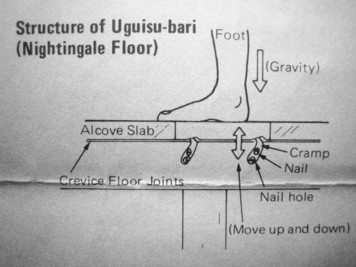 Structure of Uguisu-bari
(Nightingale Floor)
Foot
(Gravity)
Alcove Slab
Cramp
Nail
Crevice Floor Joints
Nail hole
(Move up and down)